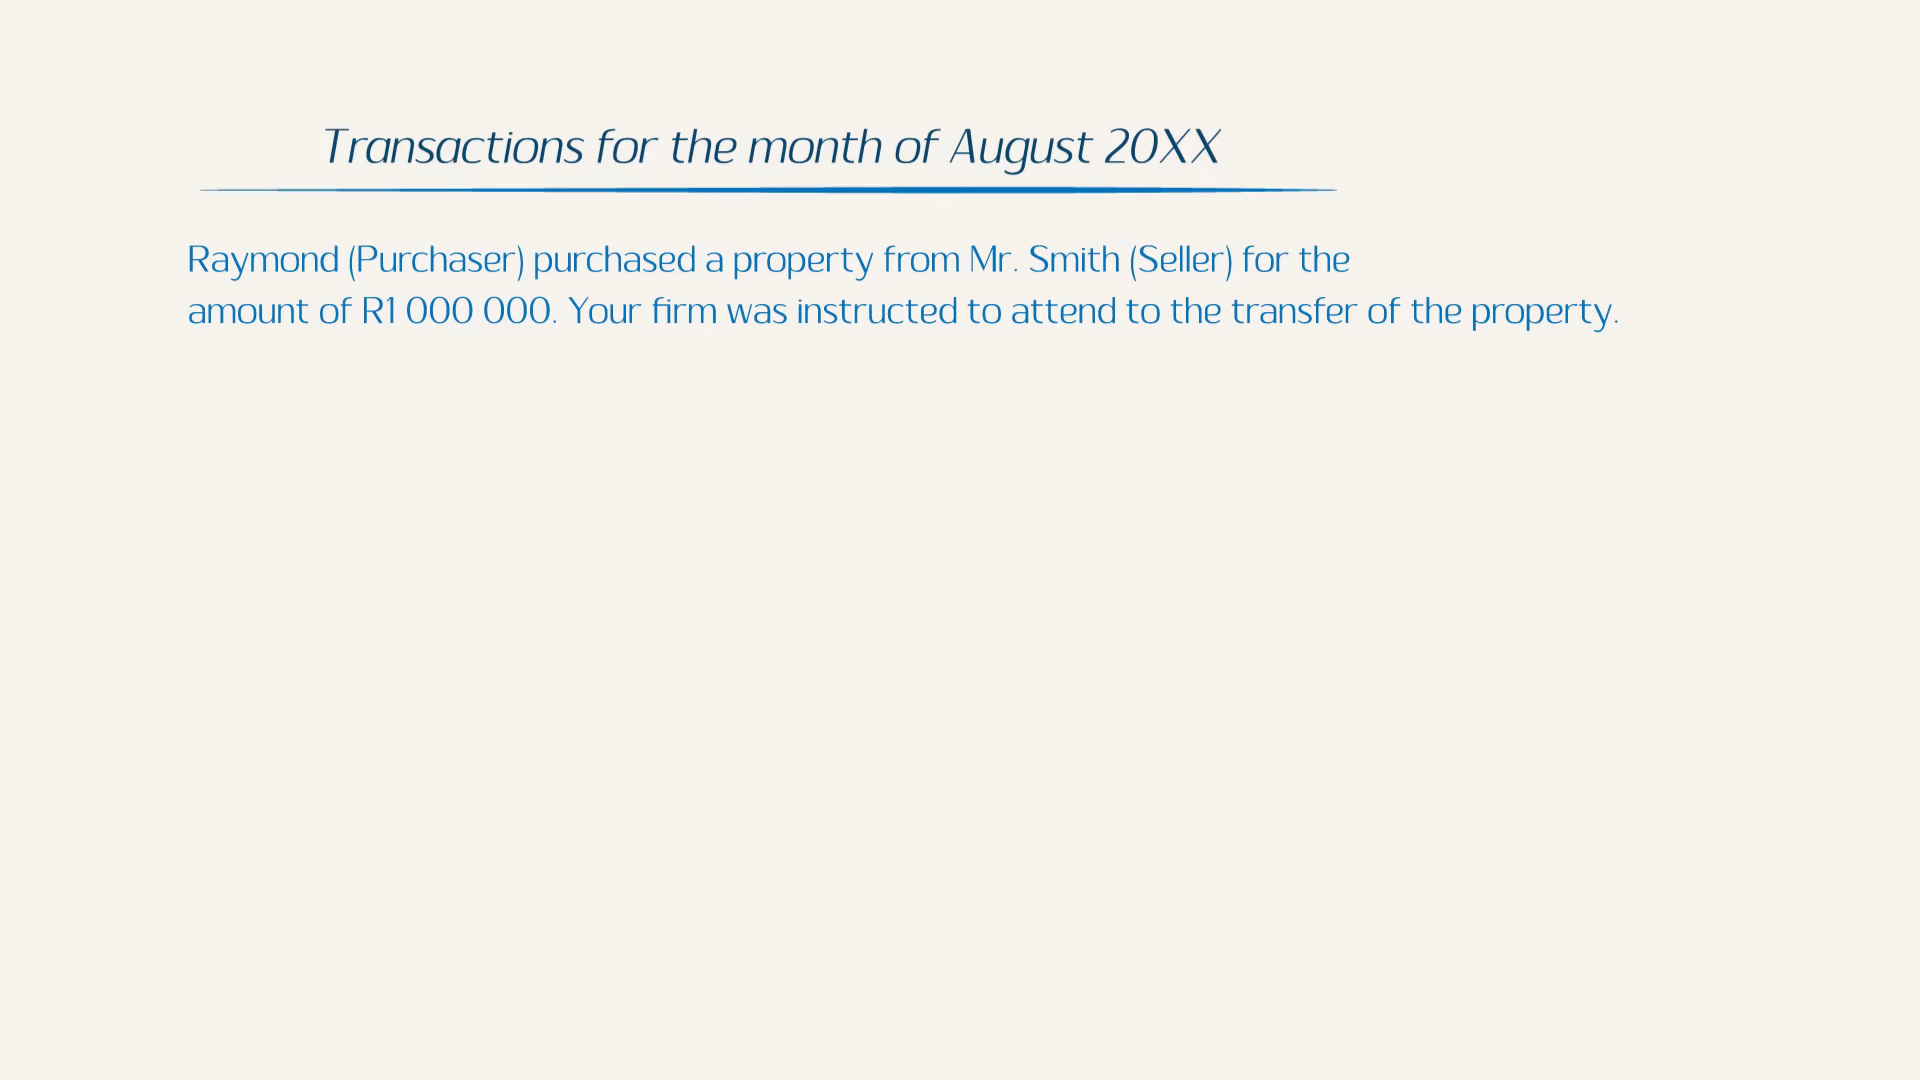 Transactions for the month of August 20XX
Raymond (Purchaser) purchased a property from Mr. Smith (Seller) for the
amount of R1 000 000. Your firm was instructed to attend to the transfer of the property.